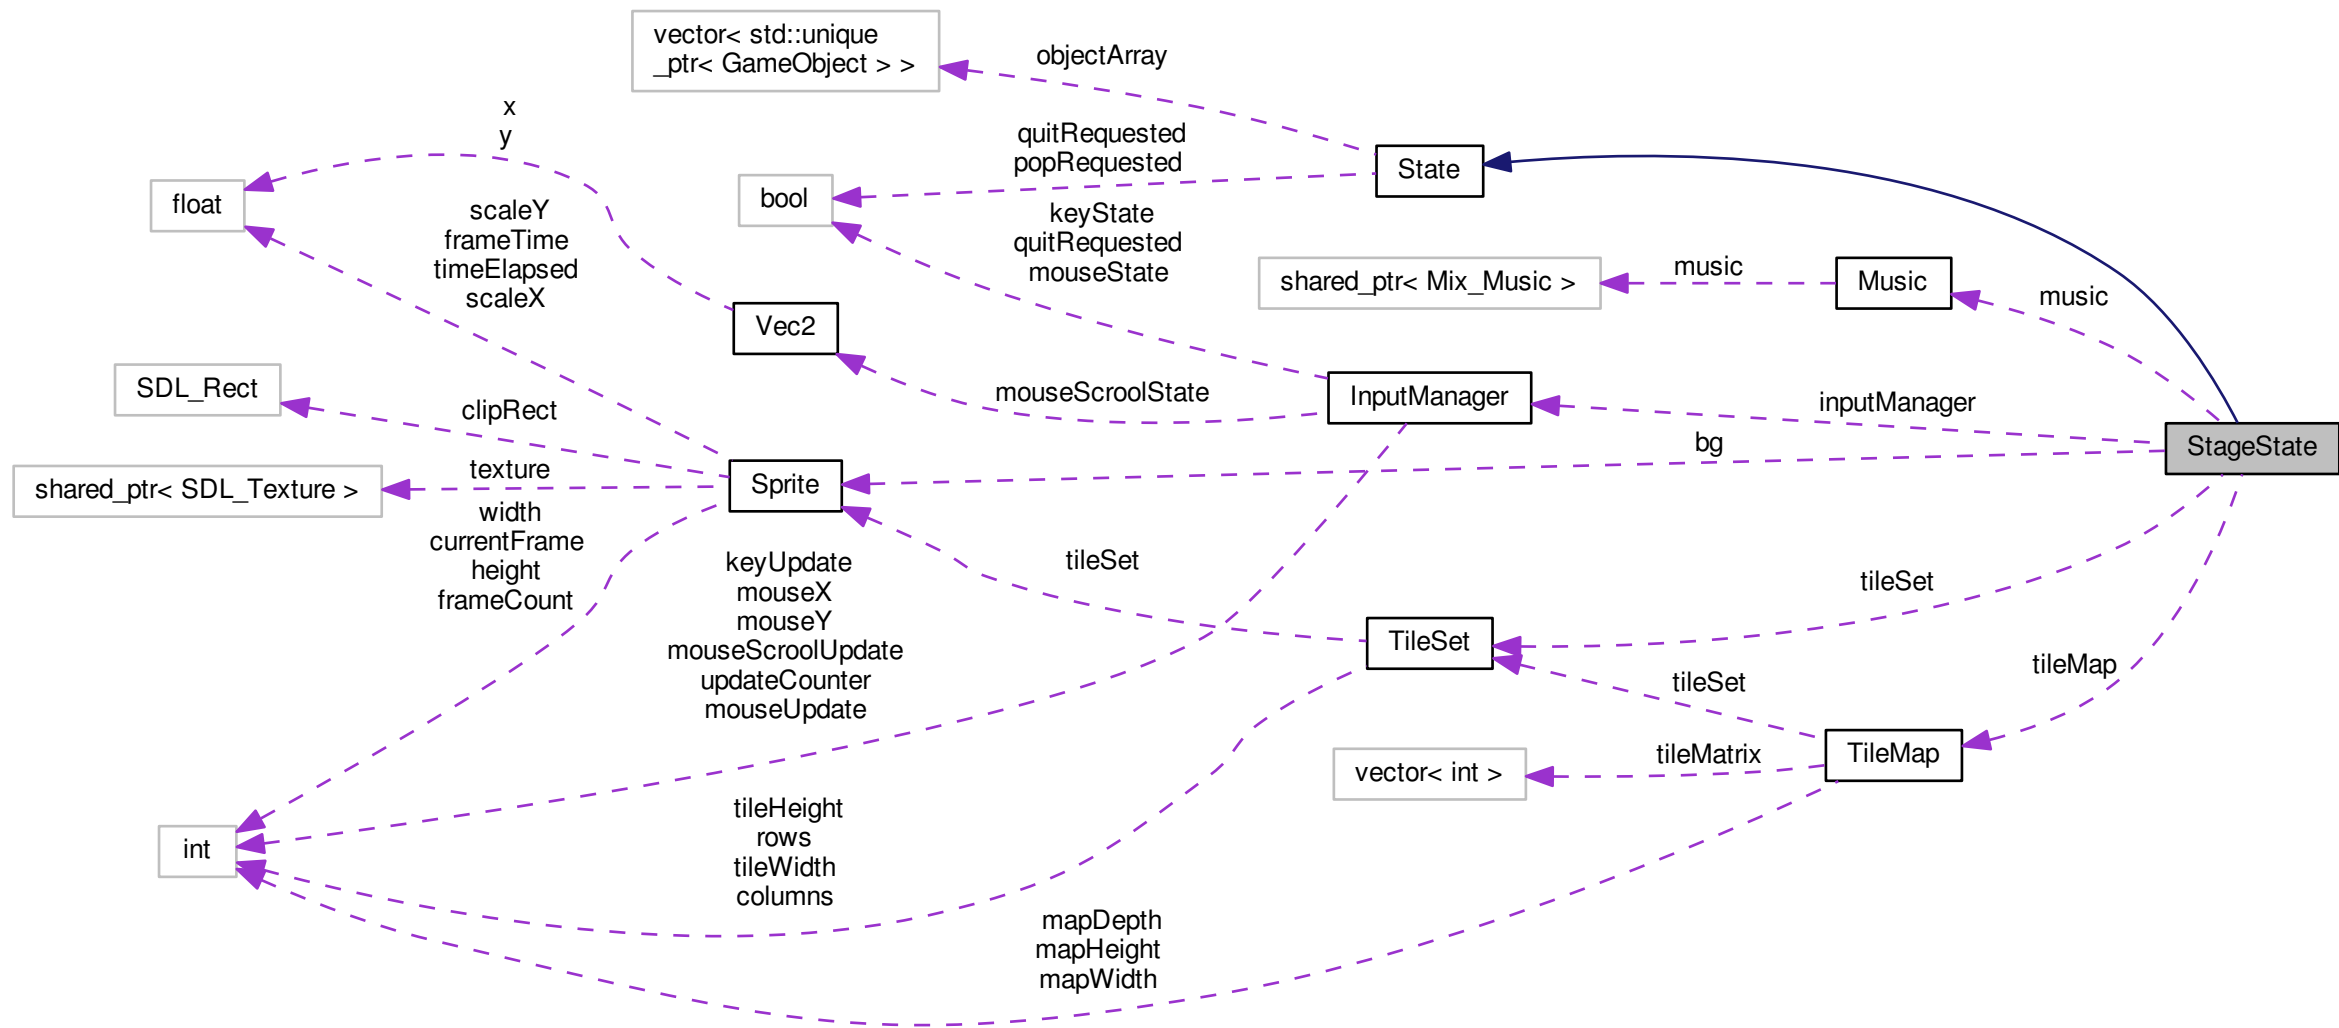 vector< std::unique
_ptr< GameObject > >
objectArray
x
y
quitRequested
popRequested
State
float
bool
scaleY
frameTime
timeElapsed
scaleX
keyState
quitRequested
mouseState
shared_ptr< Mix_Music >
music
Music
music
Vec2
SDL_Rect
clipRect
mouseScroolState
InputManager
inputManager
StageState
bg
shared_ptr< SDL_Texture >
texture
Sprite
width
currentFrame
height
frameCount
keyUpdate
mouseX
mouseY
mouseScroolUpdate
updateCounter
mouseUpdate
tileSet
TileSet
tileSet
tileSet
tileMap
vector< int >
tileMatrix
TileMap
int
tileHeight
rows
tileWidth
columns
mapDepth
mapHeight
mapWidth